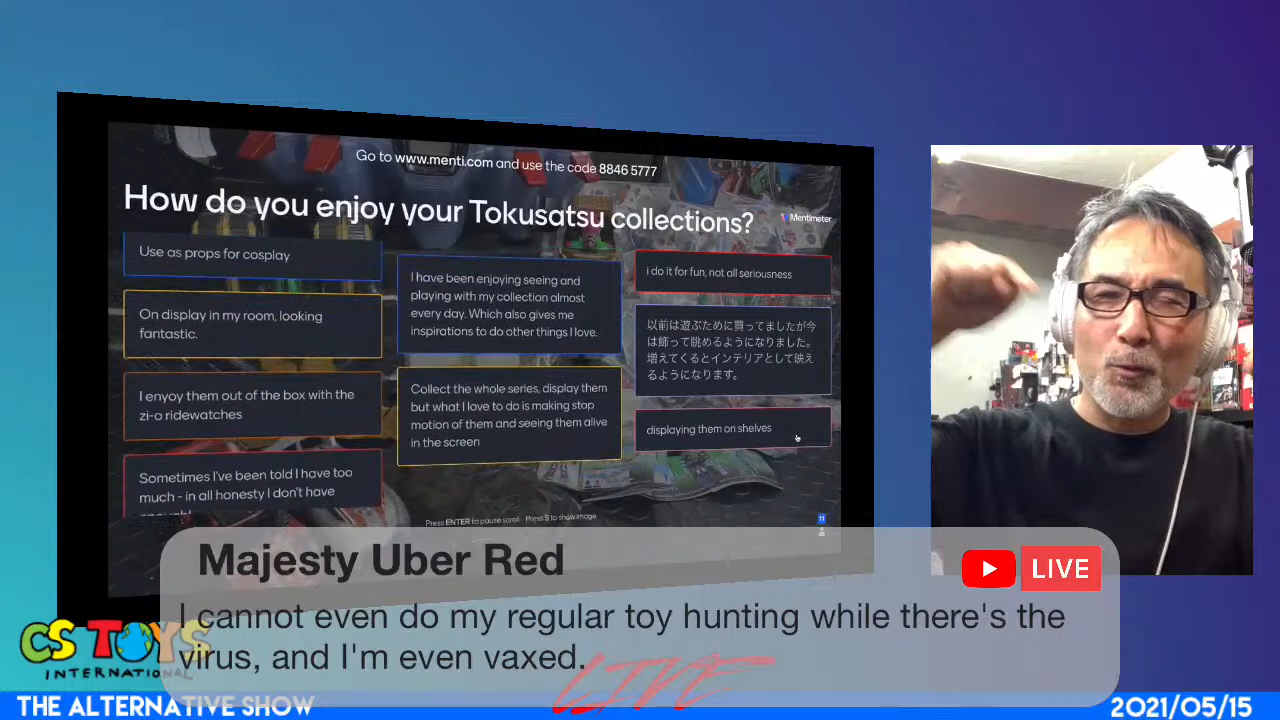 Go to www.menti.com and use the code 8846 5777
How do you enjoy your Tokusatsu collections?
Mentimeter
Use as props for cosplay
On display in my room, looking
fantastic.
I enjoy them out of the box with the
zi-o ridewatches
Sometimes I've been told I have too
much - in all honesty I don't have
I have been enjoying seeing and
playing with my collection almost
every day. Which also gives me
inspirations to do other things I love.
Collect the whole series, display them
but what I love to do is making stop
motion of them and seeing them alive
in the screen
i do it for fun, not all seriousness
以前は遊ぶために買ってましたが今
は飾って眺めるようになりました。
増えてくるとインテリアとして映え
るようになります。
displaying them on shelves
Press ENTER to pause scroll Press S to show image
11
Majesty Uber Red
LIVE
I cannot even do my regular toy hunting while there's the
virus, and I'm even vaxed.
CS TOYS
INTERNATIONAL
LIVE
THE ALTERNATIVE SHOW
2021/05/15